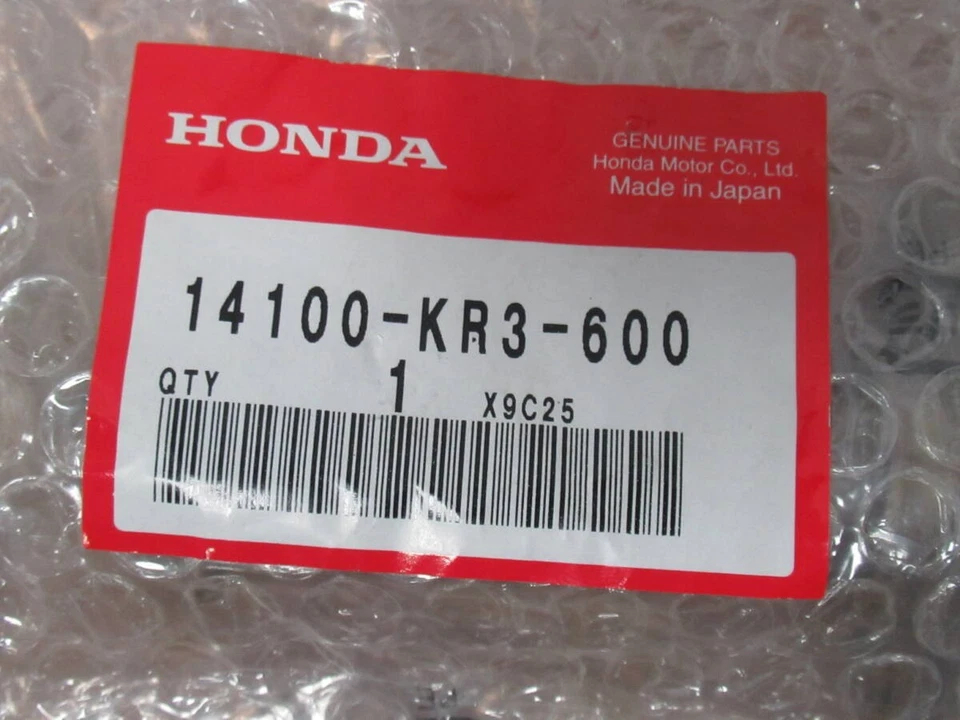 HONDA
GENUINE PARTS
Honda Motor Co., Ltd.
Made in Japan
14100-KR3-600
QTY 1 X9C25